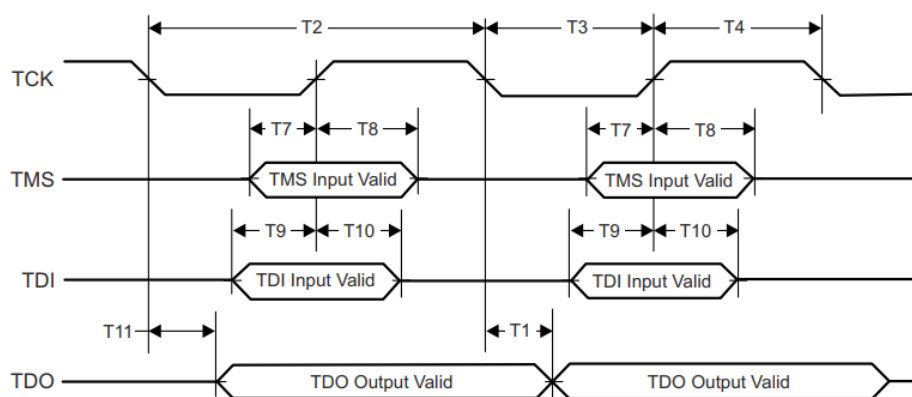 T2 T3 T4
TCK
T7 T8 T7 T8
TMS TMS Input Valid TMS Input Valid
T9 T10 T9 T10
TDI TDI Input Valid TDI Input Valid
T11 T1
TDO TDO Output Valid TDO Output Valid